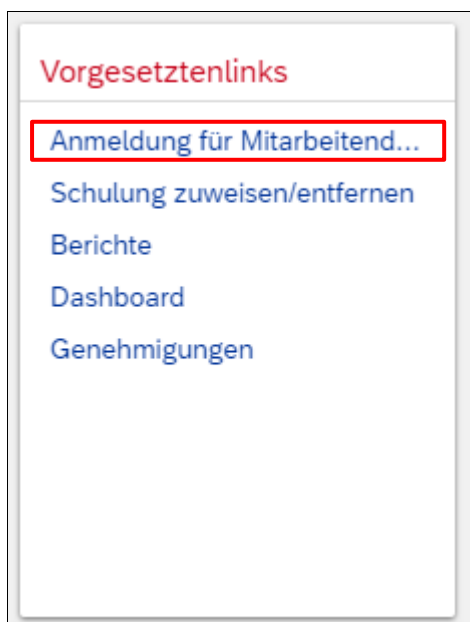 Vorgesetztenlinks
Anmeldung für Mitarbeitend...
Schulung zuweisen/entfernen
Berichte
Dashboard
Genehmigungen